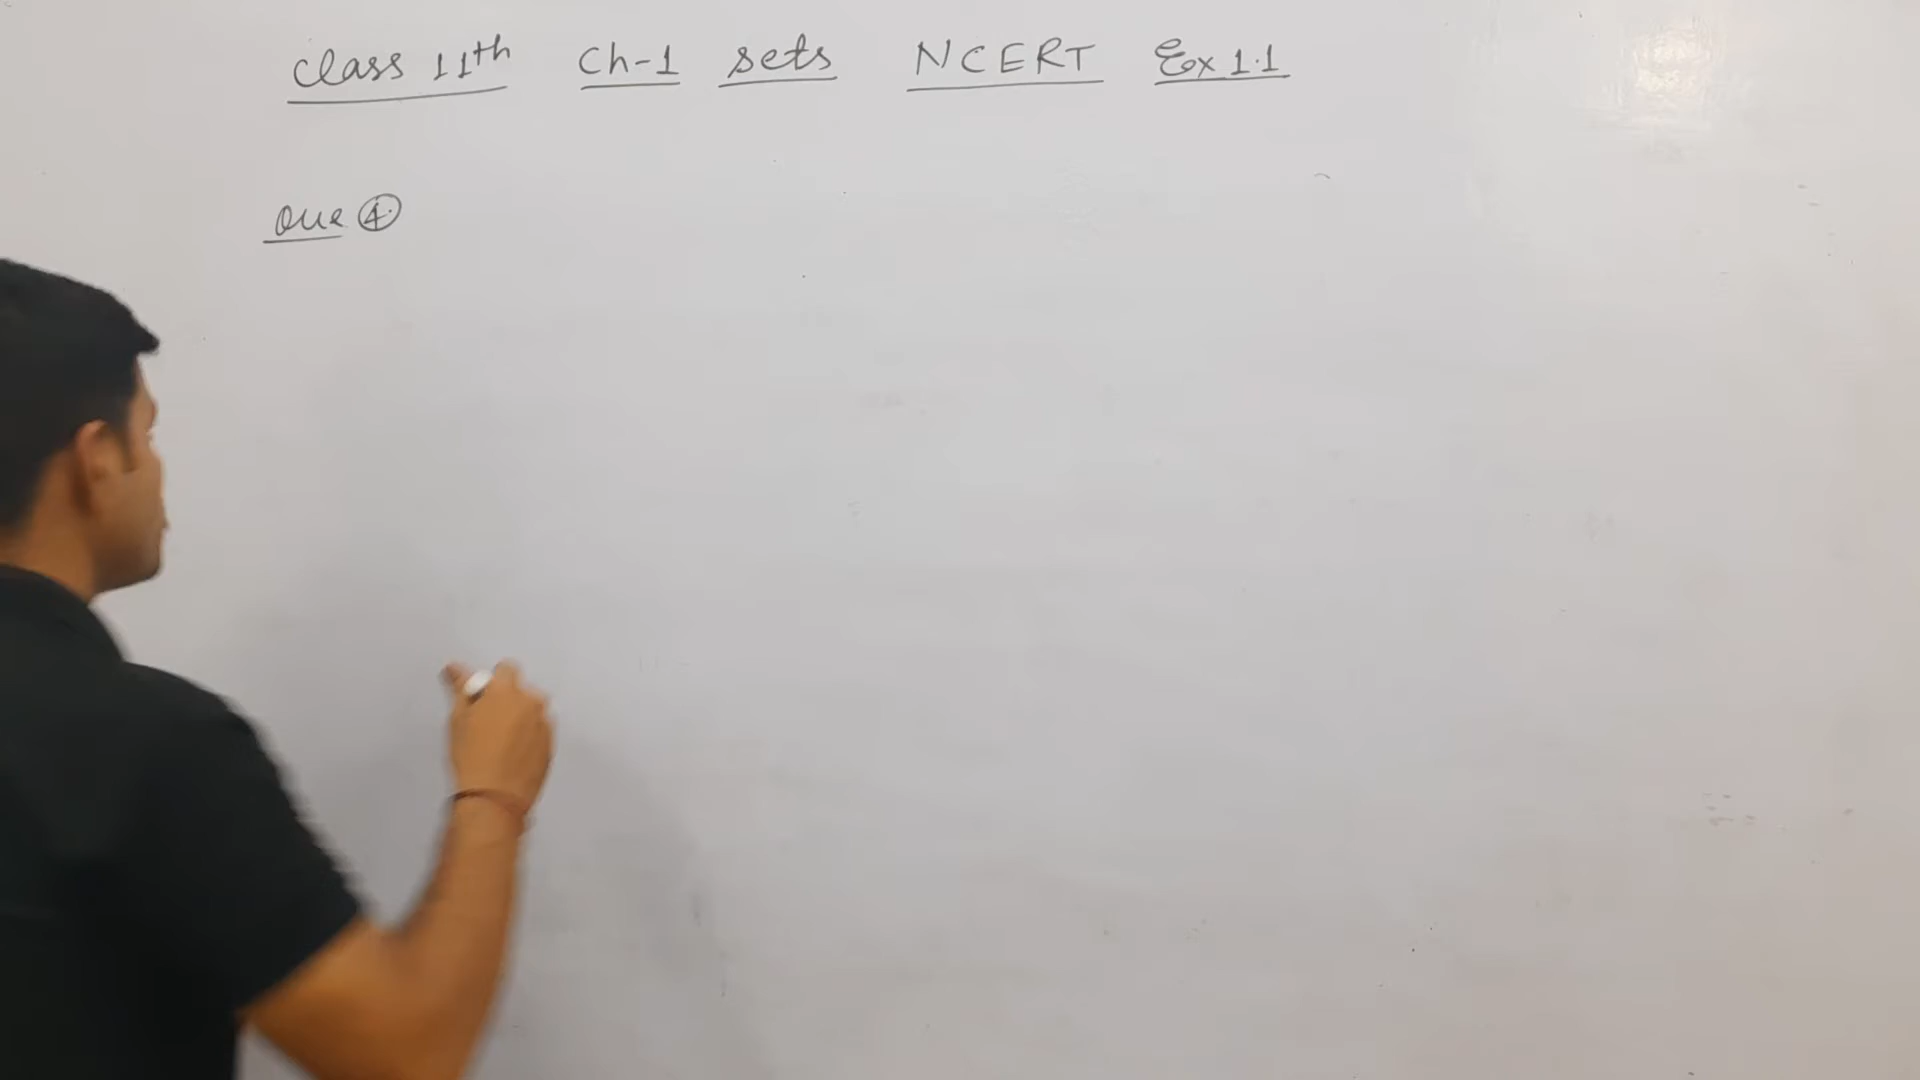 class 11th Ch-1 sets NCERT Ex 1.1
Que ④